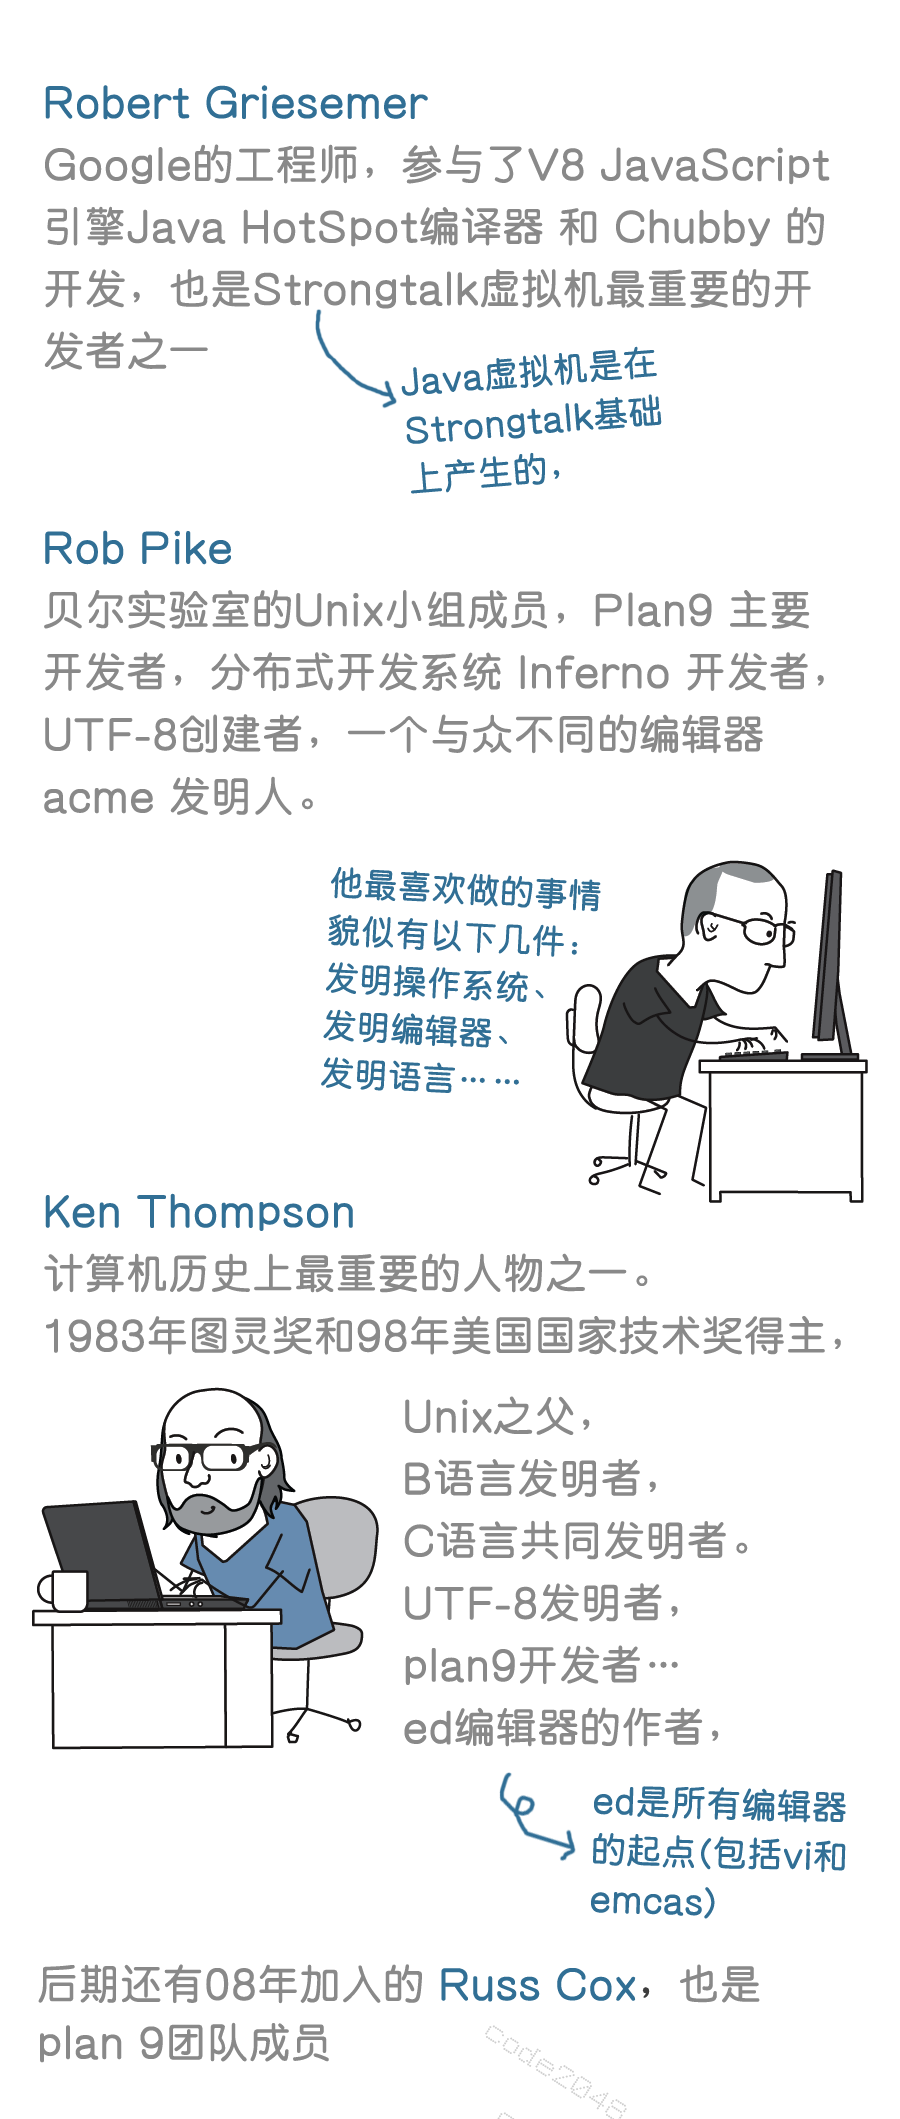 Robert Griesemer
Google的工程师，参与了V8 JavaScript
引擎Java HotSpot编译器 和 Chubby 的
开发，也是Strongtalk虚拟机最重要的开
发者之一
Java虚拟机是在
Strongtalk基础
上产生的，
Rob Pike
贝尔实验室的Unix小组成员，Plan9 主要
开发者，分布式开发系统 Inferno 开发者，
UTF-8创建者，一个与众不同的编辑器
acme 发明人。
他最喜欢做的事情
貌似有以下几件：
发明操作系统、
发明编辑器、
发明语言……
Ken Thompson
计算机历史上最重要的人物之一。
1983年图灵奖和98年美国国家技术奖得主，
Unix之父，
B语言发明者，
C语言共同发明者。
UTF-8发明者，
plan9开发者…
ed编辑器的作者，
ed是所有编辑器
的起点(包括vi和
emcas)
后期还有08年加入的 Russ Cox，也是
plan 9团队成员
code2048